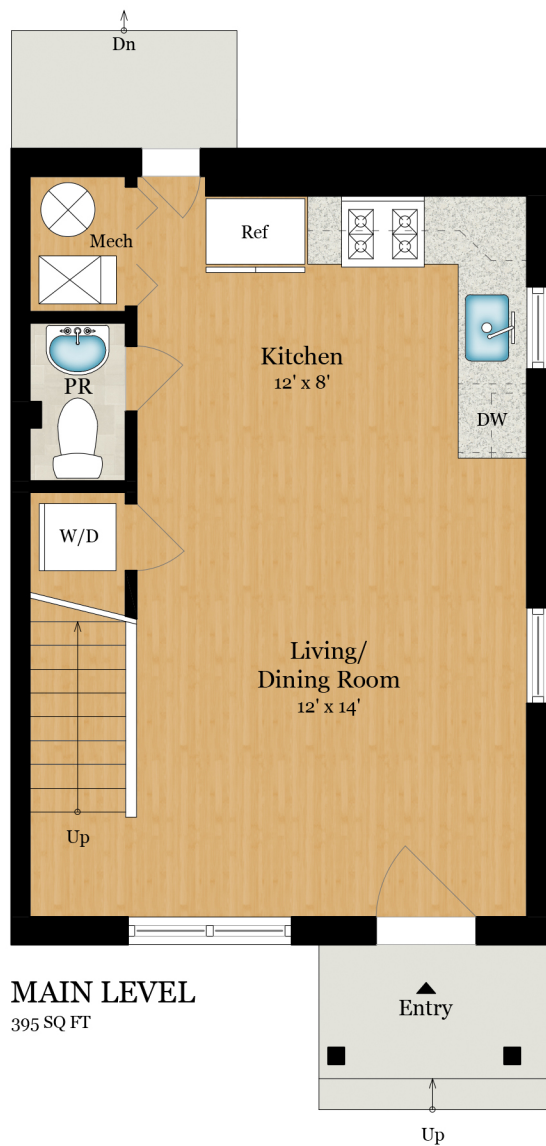 Dn
Mech
Ref
Kitchen
12' x 8'
PR
DW
W/D
Living/
Dining Room
12' x 14'
Up
MAIN LEVEL
395 SQ FT
Entry
Up